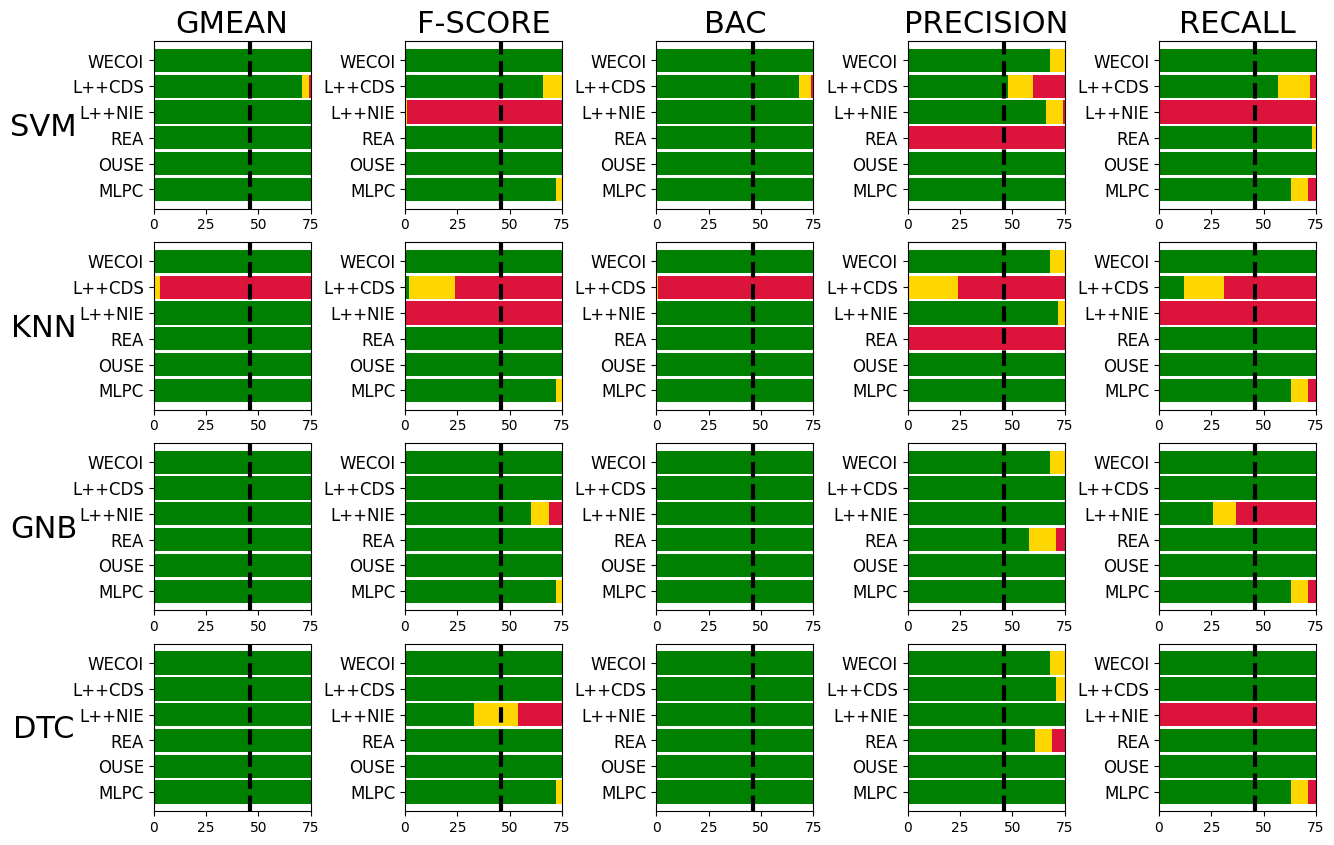 GMEAN F-SCORE BAC PRECISION RECALL
SVM
WECOI WECOI WECOI WECOI WECOI
L++CDS L++CDS L++CDS L++CDS L++CDS
L++NIE L++NIE L++NIE L++NIE L++NIE
REA REA REA REA REA
OUSE OUSE OUSE OUSE OUSE
MLPC MLPC MLPC MLPC MLPC
0 25 50 75 0 25 50 75 0 25 50 75 0 25 50 75 0 25 50 75
KNN
WECOI WECOI WECOI WECOI WECOI
L++CDS L++CDS L++CDS L++CDS L++CDS
L++NIE L++NIE L++NIE L++NIE L++NIE
REA REA REA REA REA
OUSE OUSE OUSE OUSE OUSE
MLPC MLPC MLPC MLPC MLPC
0 25 50 75 0 25 50 75 0 25 50 75 0 25 50 75 0 25 50 75
GNB
WECOI WECOI WECOI WECOI WECOI
L++CDS L++CDS L++CDS L++CDS L++CDS
L++NIE L++NIE L++NIE L++NIE L++NIE
REA REA REA REA REA
OUSE OUSE OUSE OUSE OUSE
MLPC MLPC MLPC MLPC MLPC
0 25 50 75 0 25 50 75 0 25 50 75 0 25 50 75 0 25 50 75
DTC
WECOI WECOI WECOI WECOI WECOI
L++CDS L++CDS L++CDS L++CDS L++CDS
L++NIE L++NIE L++NIE L++NIE L++NIE
REA REA REA REA REA
OUSE OUSE OUSE OUSE OUSE
MLPC MLPC MLPC MLPC MLPC
0 25 50 75 0 25 50 75 0 25 50 75 0 25 50 75 0 25 50 75